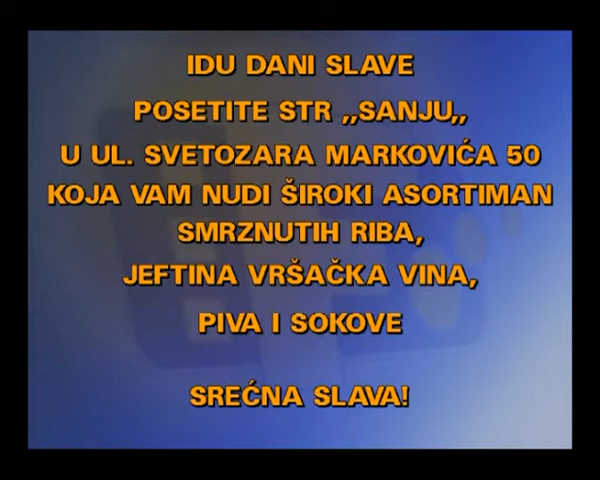 IDU DANI SLAVE
POSETITE STR ,,SANJU,,
U UL. SVETOZARA MARKOVIĆA 50
KOJA VAM NUDI ŠIROKI ASORTIMAN
SMRZNUTIH RIBA,
JEFTINA VRŠAČKA VINA,
PIVA I SOKOVE
SREĆNA SLAVA!